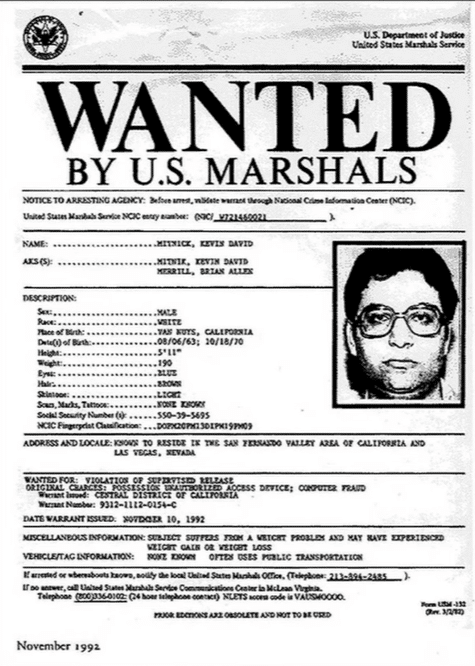 U.S. Department of Justice
United States Marshals Service
WANTED
BY U.S. MARSHALS
NOTICE TO ARRESTING AGENCY: Before arrest, validate warrant through National Crime Information Center (NCIC).
United States Marshals Service NCIC entry number: (NIC/ W721460021 ).
NAME: MITNICK, KEVIN DAVID
AKS(S): MITNIK, KEVIN DAVID
MERRILL, BRIAN ALLEN
DESCRIPTION:
Sex: MALE
Race: WHITE
Place of Birth: VAN NUYS, CALIFORNIA
Date(s) of Birth: 08/06/63; 10/18/70
Height: 5'11"
Weight: 190
Eyes: BLUE
Hair: BROWN
Skintone: LIGHT
Scars, Marks, Tattoos: NONE KNOWN
Social Security Number (s): 550-39-5695
NCIC Fingerprint Classification:
ADDRESS AND LOCALE: KNOWN TO RESIDE IN THE SAN FERNANDO VALLEY AREA OF CALIFORNIA AND
LAS VEGAS, NEVADA
WANTED FOR: VIOLATION OF SUPERVISED RELEASE
ORIGINAL CHARGES: POSSESSION UNAUTHORIZED ACCESS DEVICE; COMPUTER FRAUD
Warrant Issued: CENTRAL DISTRICT OF CALIFORNIA
Warrant Number: 9312-1112-0154-C
DATE WARRANT ISSUED: NOVEMBER 10, 1992
MISCELLANEOUS INFORMATION: SUBJECT SUFFERS FROM A WEIGHT PROBLEM AND MAY HAVE EXPERIENCED
WEIGHT GAIN OR WEIGHT LOSS
VEHICLE/TAG INFORMATION: NONE KNOWN OFTEN USES PUBLIC TRANSPORTATION
If arrested or whereabouts known, notify the local United States Marshals Office, (Telephone: 213-894-2485 ).
If no answer, call United States Marshals Service Communications Center in McLean Virginia.
Telephone (800)336-0102: (24 hour telephone contact) NLETS access code is VAUSM0000.
Form USM-132
(Rev. 3/2/82)
PRIOR EDITIONS ARE OBSOLETE AND NOT TO BE USED
November 1992